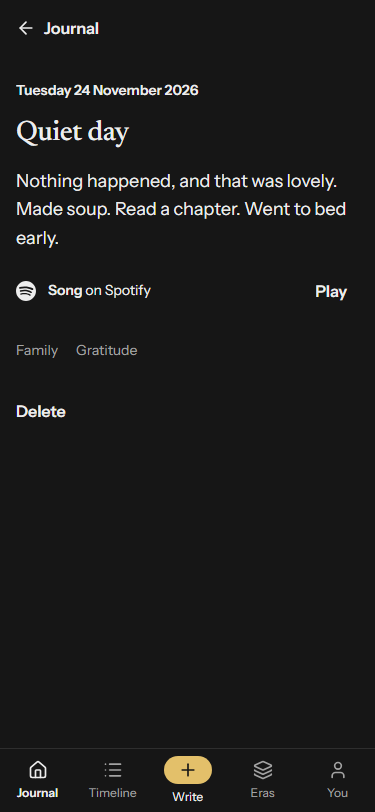 Journal
Tuesday 24 November 2026
Quiet day
Nothing happened, and that was lovely.
Made soup. Read a chapter. Went to bed
early.
Song on Spotify
Play
Family Gratitude
Delete
Journal Timeline Write Eras You